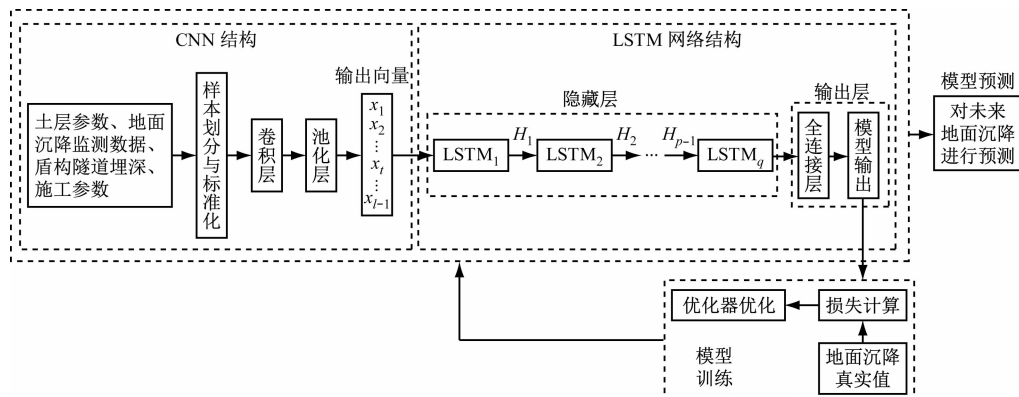 CNN 结构
LSTM 网络结构
土层参数、地面
沉降监测数据、
盾构隧道埋深、
施工参数
样本划分与标准化
卷积层
池化层
输出向量
x₁
x₂
⋮
xₜ
⋮
xₗ₋₁
隐藏层
LSTM₁
H₁
LSTM₂
H₂
…
Hₚ₋₁
LSTM_q
输出层
全连接层
模型输出
模型预测
对未来
地面沉降
进行预测
优化器优化
损失计算
模型
训练
地面沉降
真实值